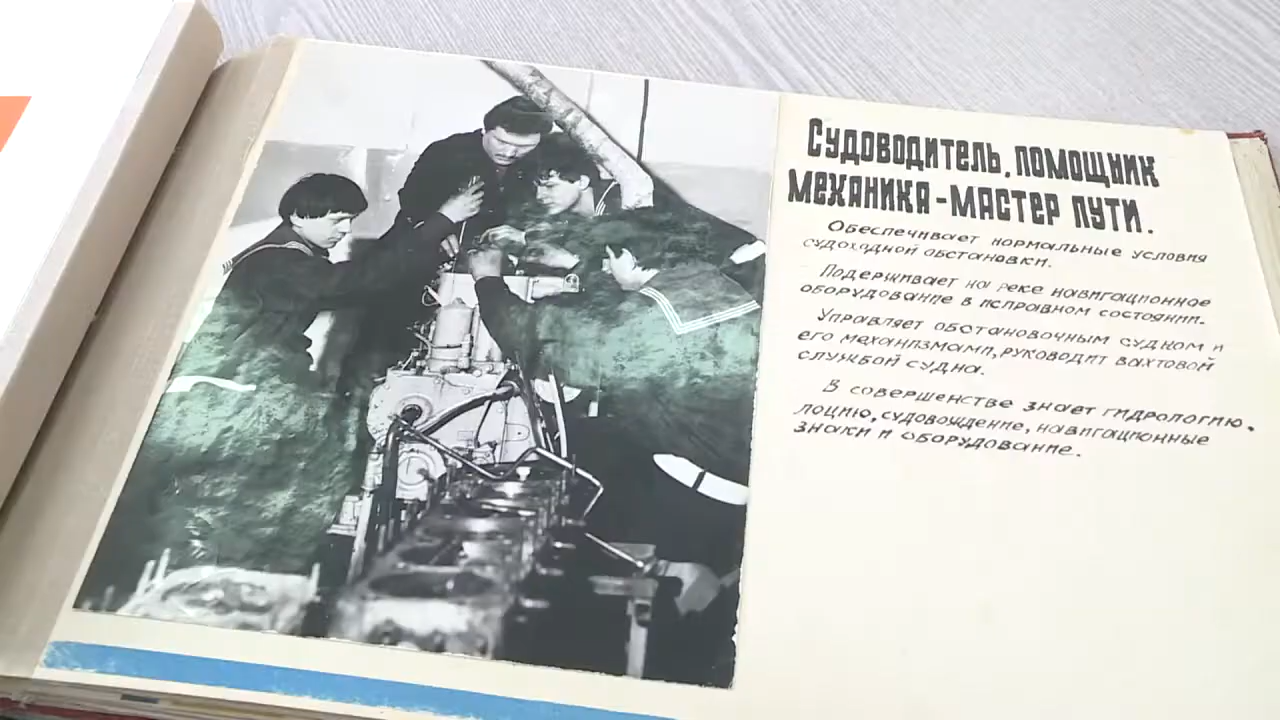 Судоводитель, помощник
механика-мастер пути.
Обеспечивает нормальные условия
судоходной обстановки.
Подерживает на реке навигационное
оборудование в исправном состоянии.
Управляет обстановочным судном и
его механизмами, руководит вахтовой
службой судна.
В совершенстве знает гидрологию.
лоцию, судовождение, навигационные
знаки и оборудование.